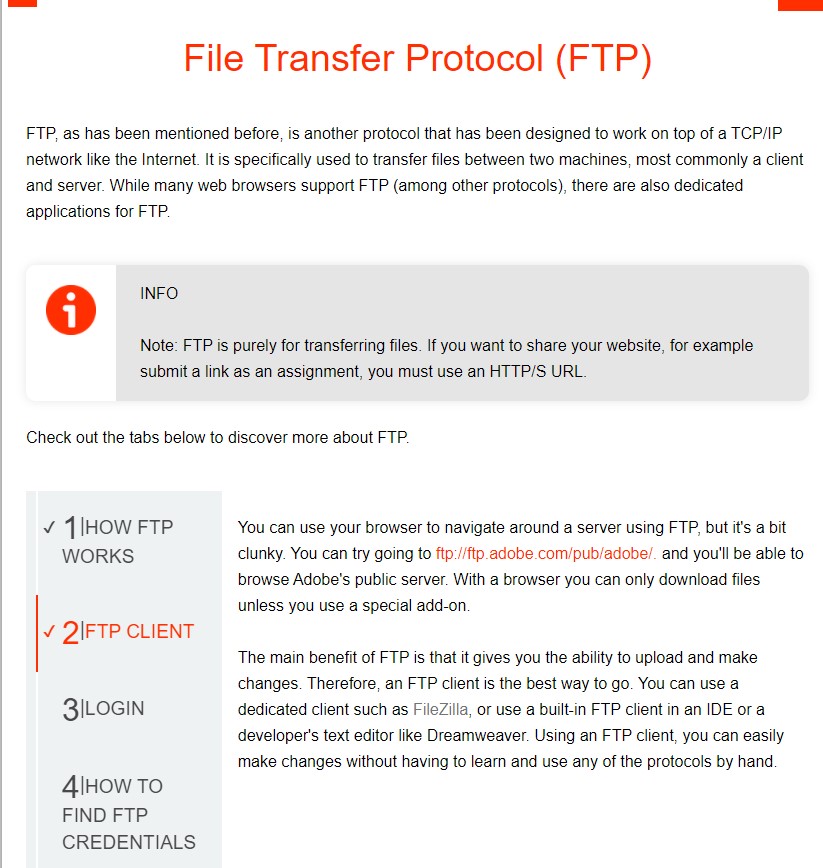 File Transfer Protocol (FTP)
FTP, as has been mentioned before, is another protocol that has been designed to work on top of a TCP/IP
network like the Internet. It is specifically used to transfer files between two machines, most commonly a client
and server. While many web browsers support FTP (among other protocols), there are also dedicated
applications for FTP.
INFO
Note: FTP is purely for transferring files. If you want to share your website, for example
submit a link as an assignment, you must use an HTTP/S URL.
Check out the tabs below to discover more about FTP.
✓ 1|HOW FTP
WORKS
✓ 2|FTP CLIENT
3|LOGIN
4|HOW TO
FIND FTP
CREDENTIALS
You can use your browser to navigate around a server using FTP, but it's a bit
clunky. You can try going to ftp://ftp.adobe.com/pub/adobe/. and you'll be able to
browse Adobe's public server. With a browser you can only download files
unless you use a special add-on.
The main benefit of FTP is that it gives you the ability to upload and make
changes. Therefore, an FTP client is the best way to go. You can use a
dedicated client such as FileZilla, or use a built-in FTP client in an IDE or a
developer's text editor like Dreamweaver. Using an FTP client, you can easily
make changes without having to learn and use any of the protocols by hand.